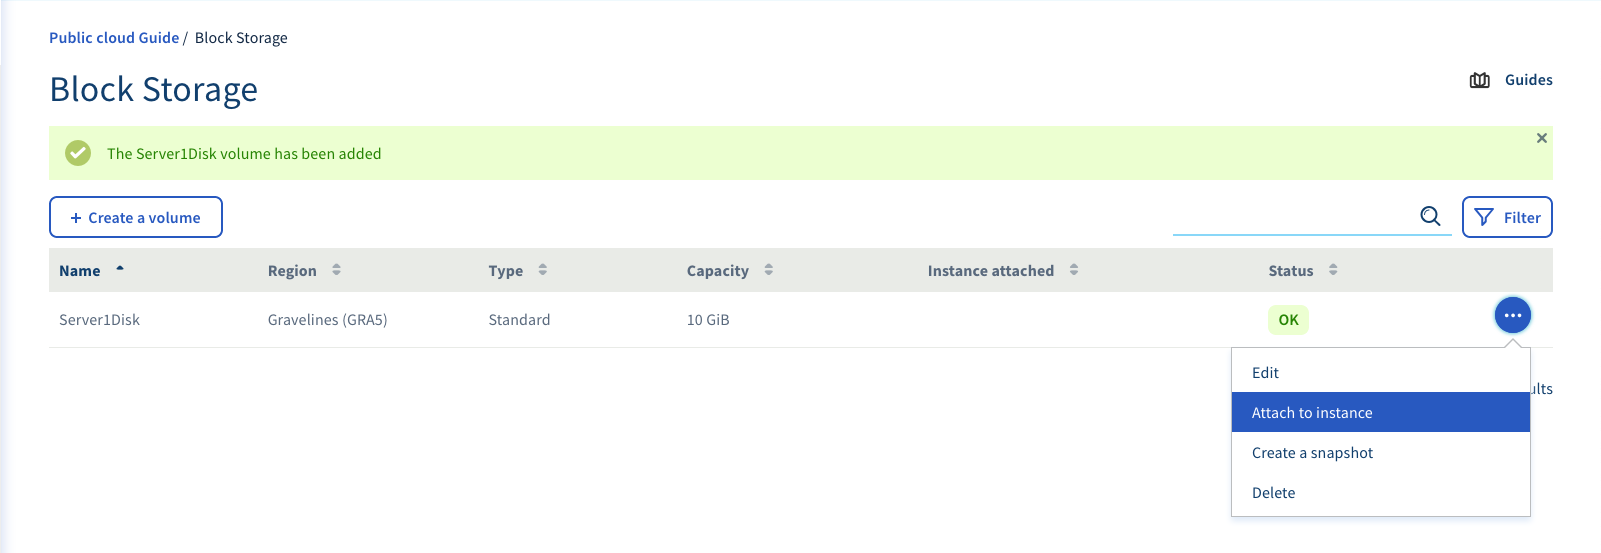 Public cloud Guide / Block Storage
Block Storage
Guides
The Server1Disk volume has been added
+ Create a volume
Filter
Name Region Type Capacity Instance attached Status
Server1Disk Gravelines (GRA5) Standard 10 GiB OK
Edit
Attach to instance
Create a snapshot
Delete